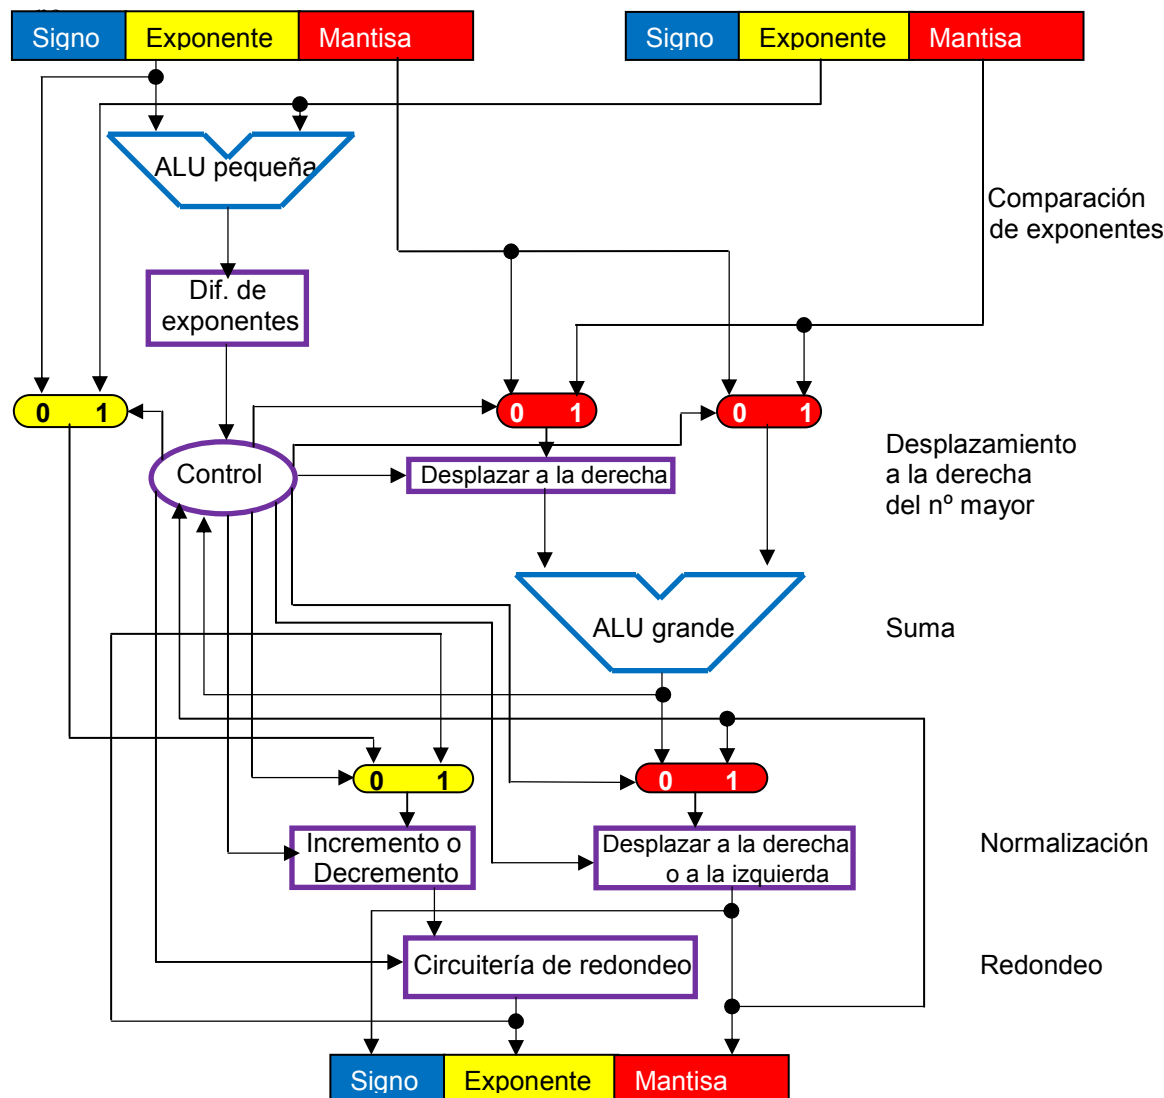 Signo Exponente Mantisa
Signo Exponente Mantisa
ALU pequeña
Comparación
de exponentes
Dif. de
exponentes
0 1
0 1
0 1
Control
Desplazar a la derecha
Desplazamiento
a la derecha
del nº mayor
ALU grande
Suma
0 1
0 1
Incremento o
Decremento
Desplazar a la derecha
o a la izquierda
Normalización
Circuitería de redondeo
Redondeo
Signo Exponente Mantisa